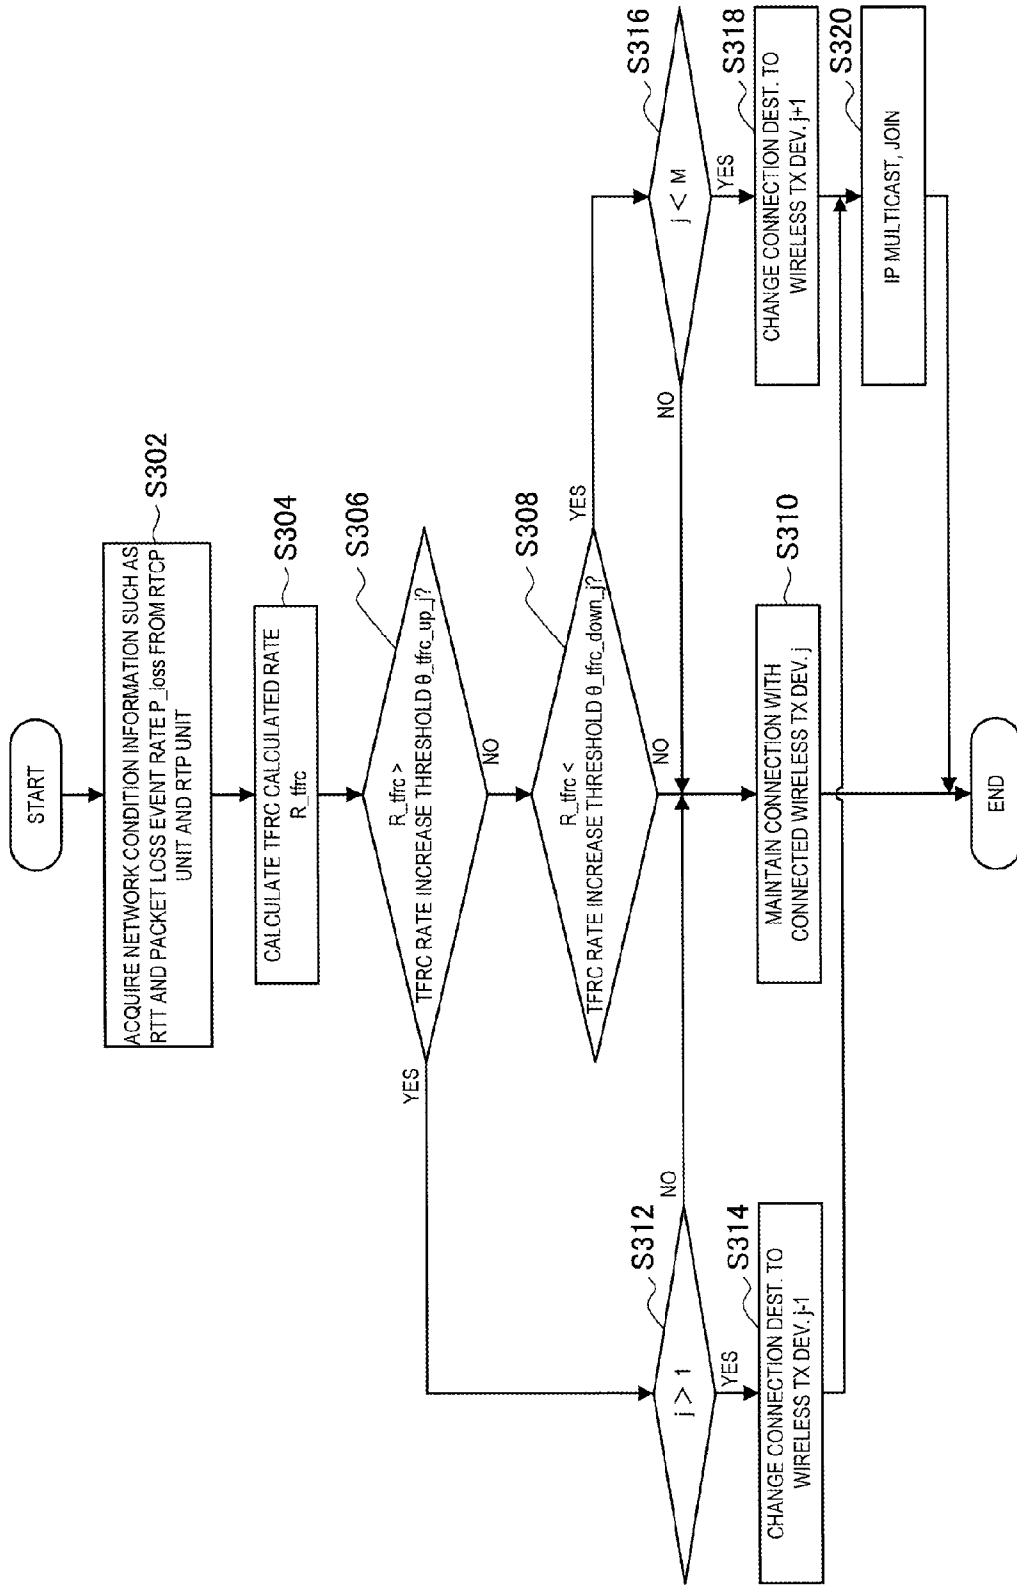 START
ACQUIRE NETWORK CONDITION INFORMATION SUCH AS
RTT AND PACKET LOSS EVENT RATE P_loss FROM RTCP
UNIT AND RTP UNIT
S302
CALCULATE TFRC CALCULATED RATE
R_tfrc
S304
R_tfrc >
TFRC RATE INCREASE THRESHOLD θ_tfrc_up_j?
S306
YES
NO
R_tfrc <
TFRC RATE INCREASE THRESHOLD θ_tfrc_down_j?
S308
YES
NO
j > 1
S312
NO
YES
j < M
S316
NO
YES
CHANGE CONNECTION DEST. TO
WIRELESS TX DEV. j-1
S314
MAINTAIN CONNECTION WITH
CONNECTED WIRELESS TX DEV. j
S310
CHANGE CONNECTION DEST. TO
WIRELESS TX DEV. j+1
S318
IP MULTICAST, JOIN
S320
END